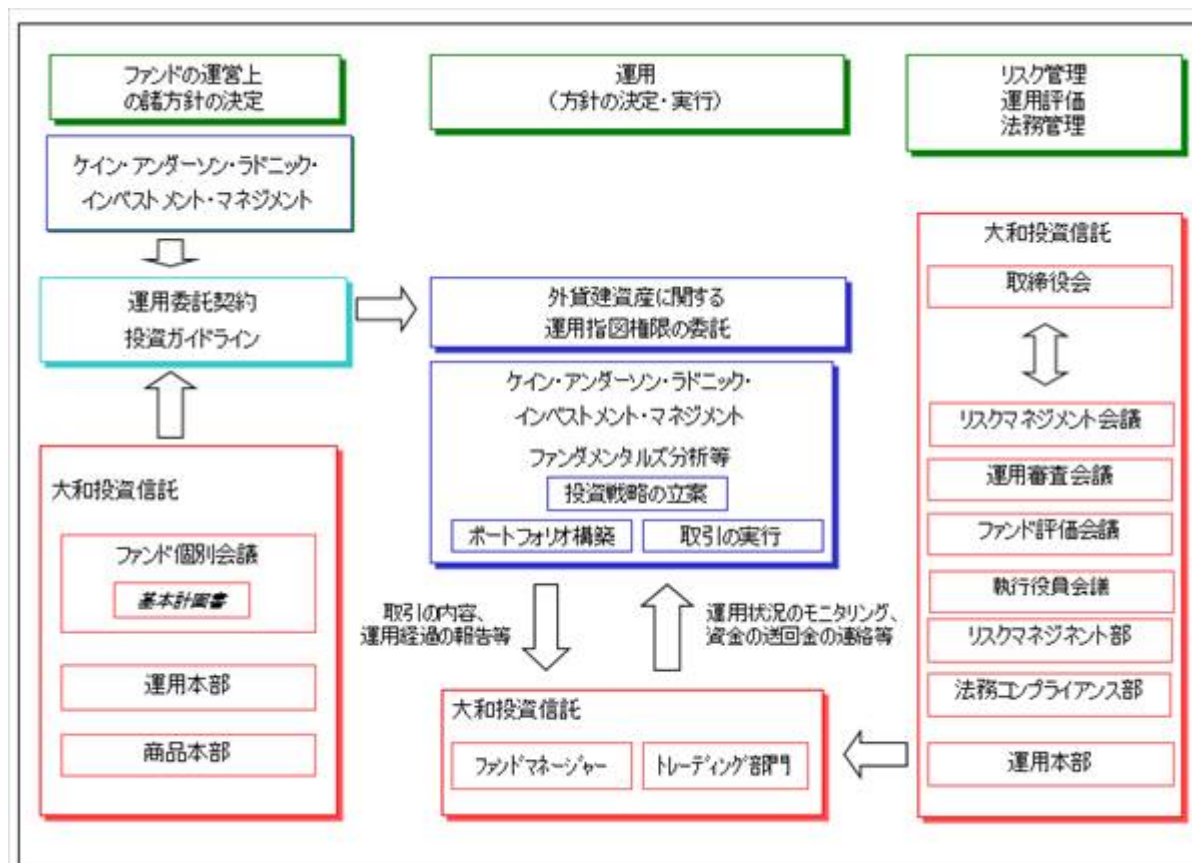 ファンドの運営上
の諸方針の決定
ケイン・アンダーソン・ラドニック・
インベストメント・マネジメント
運用委託契約
投資ガイドライン
大和投資信託
ファンド個別会議
基本計画書
運用本部
商品本部
運用
(方針の決定・実行)
外貨建資産に関する
運用指図権限の委託
ケイン・アンダーソン・ラドニック・
インベストメント・マネジメント
ファンダメンタルズ分析等
投資戦略の立案
ポートフォリオ構築
取引の実行
取引の内容、
運用経過の報告等
運用状況のモニタリング、
資金の送回金の連絡等
大和投資信託
ファンドマネージャー
トレーディング部門
リスク管理
運用評価
法務管理
大和投資信託
取締役会
リスクマネジメント会議
運用審査会議
ファンド評価会議
執行役員会議
リスクマネジネント部
法務コンプライアンス部
運用本部